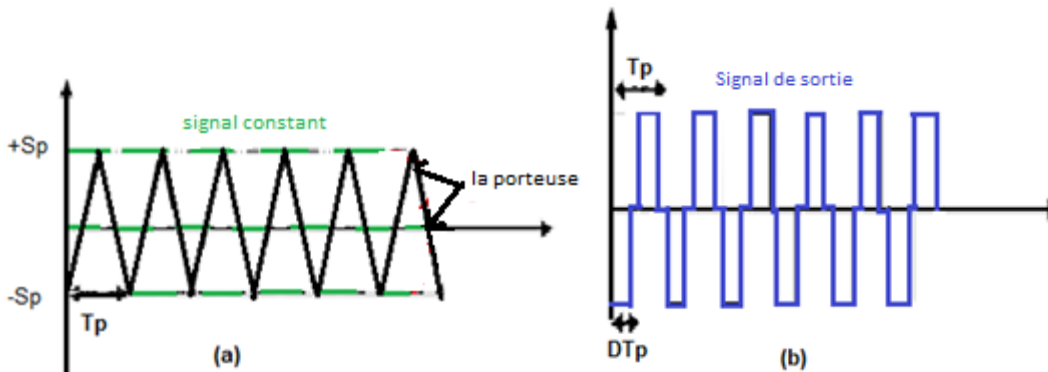 signal constant
+Sp
la porteuse
-Sp
Tp
(a)
Tp
Signal de sortie
DTp
(b)